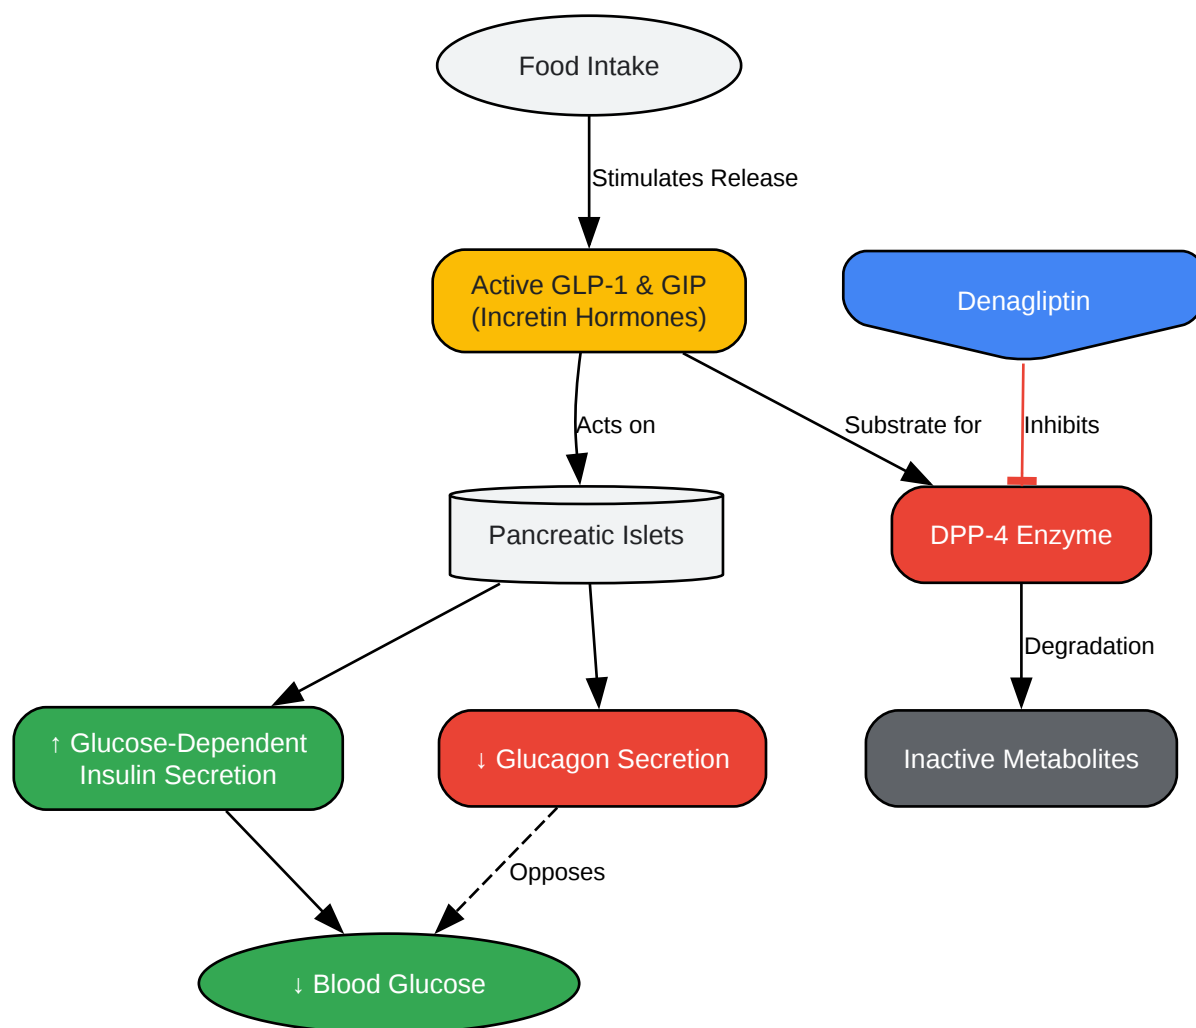 Food Intake
Stimulates Release
Active GLP-1 & GIP
(Incretin Hormones)
Denagliptin
Acts on
Substrate for
Inhibits
Pancreatic Islets
DPP-4 Enzyme
Degradation
↑ Glucose-Dependent
Insulin Secretion
↓ Glucagon Secretion
Inactive Metabolites
Opposes
↓ Blood Glucose